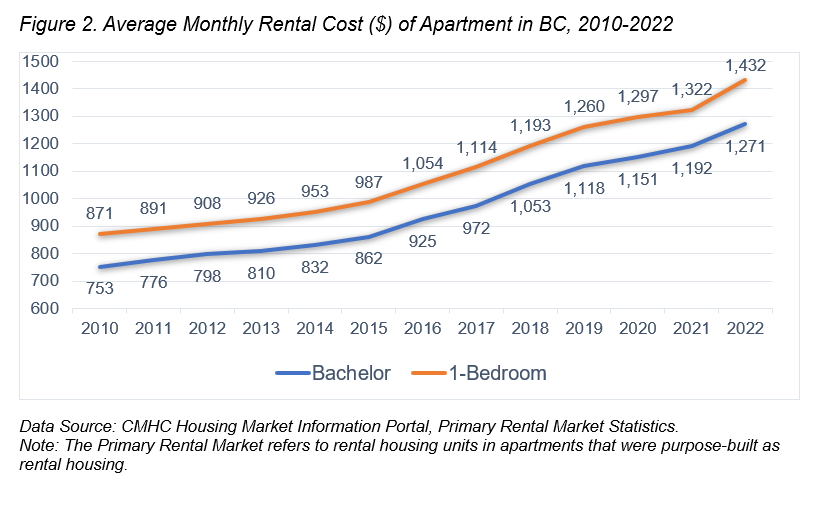 Figure 2. Average Monthly Rental Cost ($) of Apartment in BC, 2010-2022
1500
1400
1300
1200
1100
1000
900
800
700
600
871 891 908 926 953 987 1,054 1,114 1,193 1,260 1,297 1,322 1,432
753 776 798 810 832 862 925 972 1,053 1,118 1,151 1,192 1,271
2010 2011 2012 2013 2014 2015 2016 2017 2018 2019 2020 2021 2022
Bachelor 1-Bedroom
Data Source: CMHC Housing Market Information Portal, Primary Rental Market Statistics.
Note: The Primary Rental Market refers to rental housing units in apartments that were purpose-built as
rental housing.